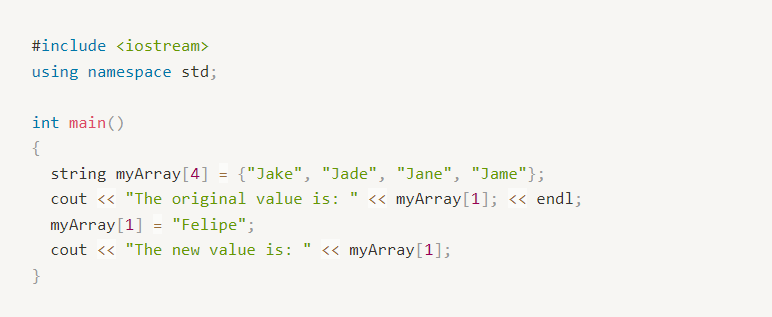 #include <iostream>
using namespace std;
int main()
{
string myArray[4] = {"Jake", "Jade", "Jane", "Jame"};
cout << "The original value is: " << myArray[1]; << endl;
myArray[1] = "Felipe";
cout << "The new value is: " << myArray[1];
}